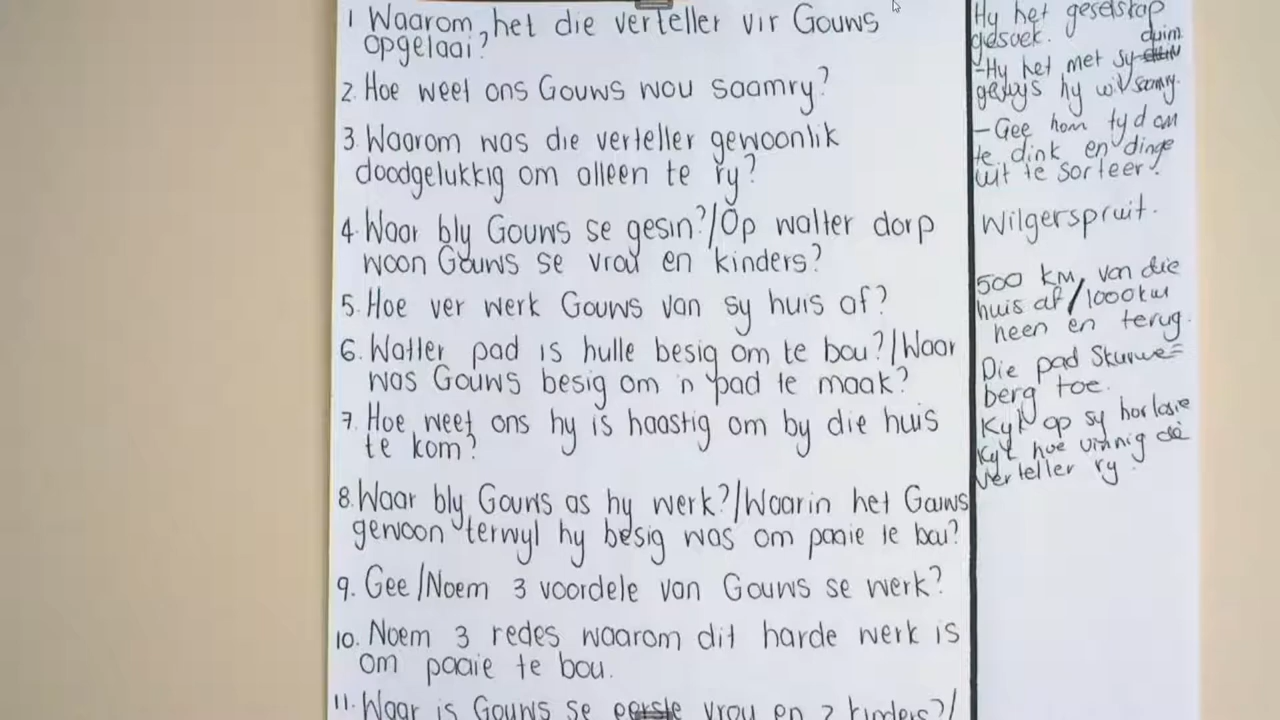 1 Waarom, het die verteller vir Gouws
opgelaai?
2. Hoe weet ons Gouws wou saamry?
3. Waarom was die verteller gewoonlik
doodgelukkig om alleen te ry?
4. Waar bly Gouws se gesin?/Op watter dorp
woon Gouws se vrou en kinders?
5. Hoe ver werk Gouws van sy huis af?
6. Watter pad is hulle besig om te bou?/Waar
was Gouws besig om 'n pad te maak?
7. Hoe weet ons hy is haastig om by die huis
te kom?
8. Waar bly Gouws as hy werk?/Waarin het Gouws
gewoon terwyl hy besig was om paaie te bou?
9. Gee/Noem 3 voordele van Gouws se werk?
10. Noem 3 redes waarom dit harde werk is
om paaie te bou.
11. Waar is Gouws se eerste vrou en 2 kinders?/
Hy het geselskap
gesoek.
duim
-Hy het met sy
gewys hy wil saamry.
- Gee hom tyd om
te dink en dinge
uit te sorteer.
Wilgerspruit.
500 km van die
huis af/1000km
heen en terug.
Die pad Skurwe=
berg toe.
Kyk op sy horlosie
Kyk hoe vinnig die
verteller ry.